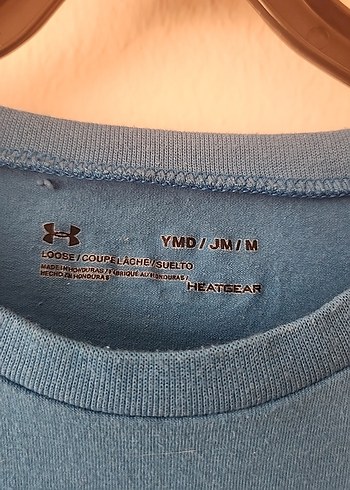 YMD / JM / M
LOOSE / COUPE LÂCHE / SUELTO
MADE IN HONDURAS / FABRIQUÉ AU HONDURAS /
HECHO EN HONDURAS
HEATGEAR